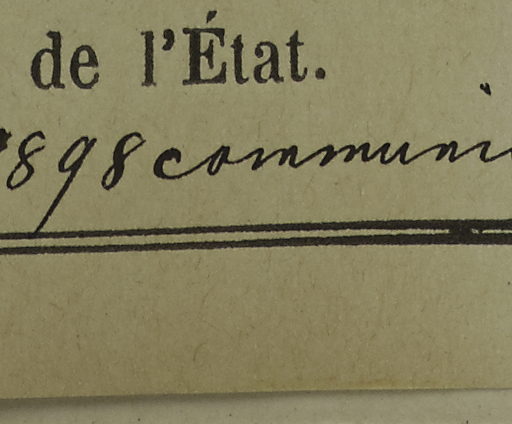 de l'État.
898 communi